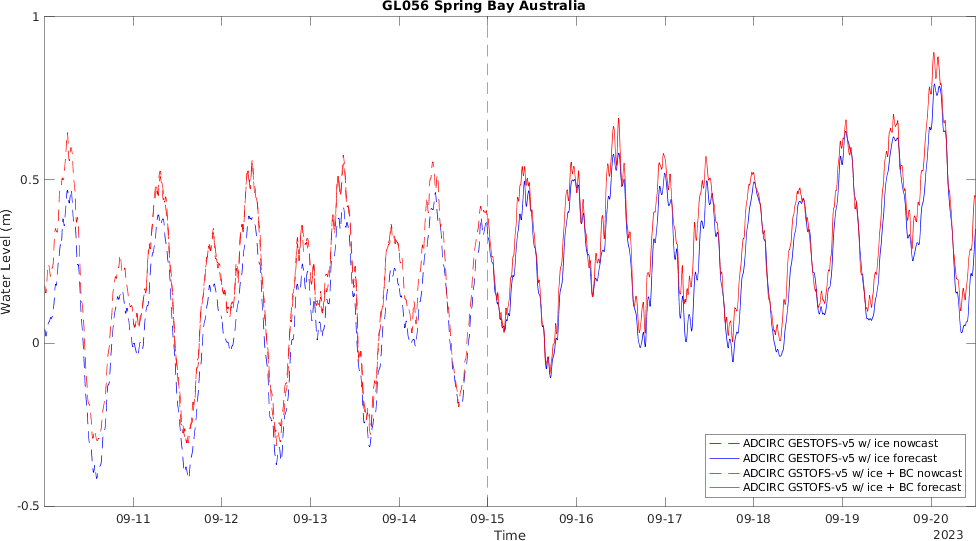 GL056 Spring Bay Australia
1
0.5
0
-0.5
Water Level (m)
09-11
09-12
09-13
09-14
09-15
09-16
09-17
09-18
09-19
09-20
Time
2023
ADCIRC GESTOFS-v5 w/ ice nowcast
ADCIRC GESTOFS-v5 w/ ice forecast
ADCIRC GSTOFS-v5 w/ ice + BC nowcast
ADCIRC GSTOFS-v5 w/ ice + BC forecast